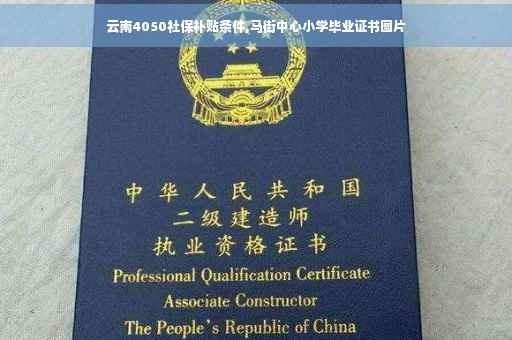 云南4050社保补贴条件,马街中心小学毕业证书图片
中华人民共和国
二级建造师
执业资格证书
Professional Qualification Certificate
Associate Constructor
The People's Republic of China